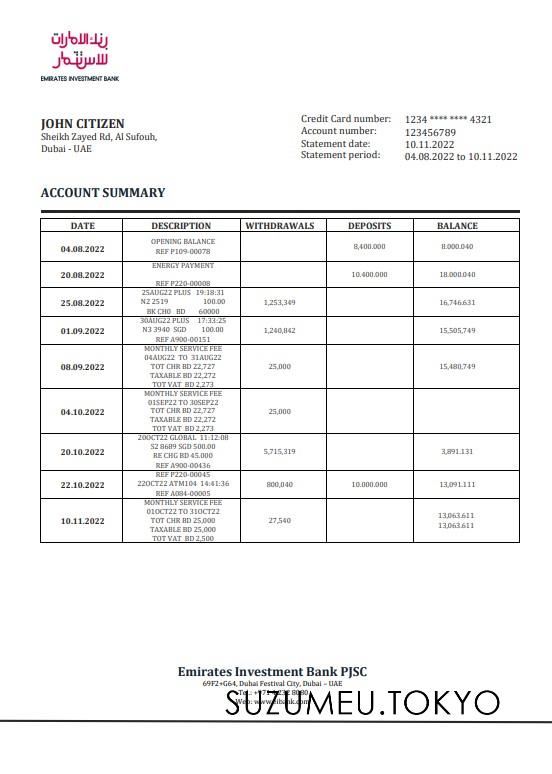 بنك الامارات
للاستثمار
EMIRATES INVESTMENT BANK
JOHN CITIZEN
Sheikh Zayed Rd, Al Sufouh,
Dubai - UAE
Credit Card number: 1234 **** **** 4321
Account number: 123456789
Statement date: 10.11.2022
Statement period: 04.08.2022 to 10.11.2022
ACCOUNT SUMMARY
DATE DESCRIPTION WITHDRAWALS DEPOSITS BALANCE
04.08.2022 OPENING BALANCE 8,400.000 8.000.040
REF P109-00078
20.08.2022 ENERGY PAYMENT 10.400.000 18.000.040
REF P220-00008
25.08.2022 25AUG22 PLUS 19:18:31 1,253,349 16,746.631
N2 2519 100.00
BK CH0 BD 60000
01.09.2022 30AUG22 PLUS 17:33:25 1,240,842 15,505,749
N3 3940 SGD 100.00
REF A900-00151
08.09.2022 MONTHLY SERVICE FEE 25,000 15,480,749
04AUG22 TO 31AUG22
TOT CHR BD 22,727
TAXABLE BD 22,272
TOT VAT BD 2,273
04.10.2022 MONTHLY SERVICE FEE 25,000
01SEP22 TO 30SEP22
TOT CHR BD 22,727
TAXABLE BD 22,272
TOT VAT BD 2,273
20.10.2022 20OCT22 GLOBAL 11:12:08 5,715,319 3,891.131
S2 8689 SGD 500.00
RE CHG BD 45.000
REF A900-00436
22.10.2022 REF P220-00045 800,040 10.000.000 13,091.111
22OCT22 ATM104 14:41:36
REF A084-00005
10.11.2022 MONTHLY SERVICE FEE 27,540 13,063.611
01OCT22 TO 31OCT22 13,063.611
TOT CHR BD 25,000
TAXABLE BD 25,000
TOT VAT BD 2,500
Emirates Investment Bank PJSC
69F2+G64, Dubai Festival City, Dubai – UAE
Web:
SUZUMEU.TOKYO